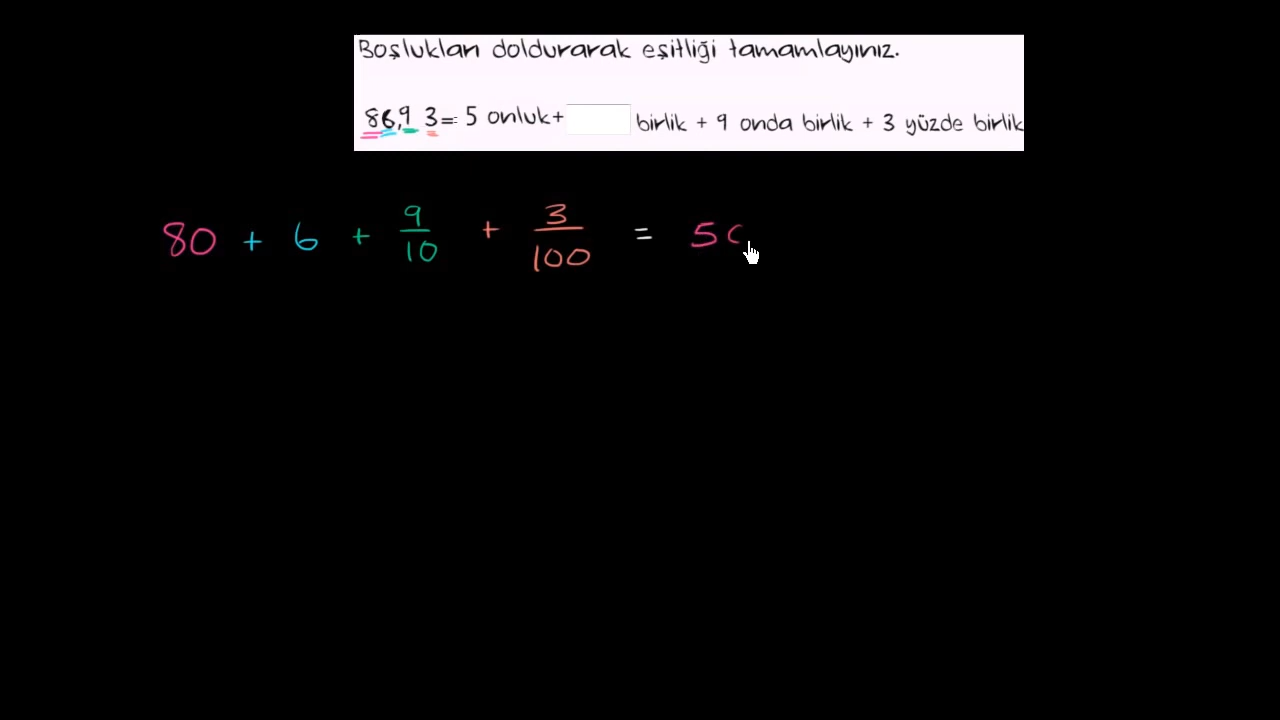 Boşlukları doldurarak eşitliği tamamlayınız.
86,93 = 5 onluk + birlik + 9 onda birlik + 3 yüzde birlik
80 + 6 + 9/10 + 3/100 = 50